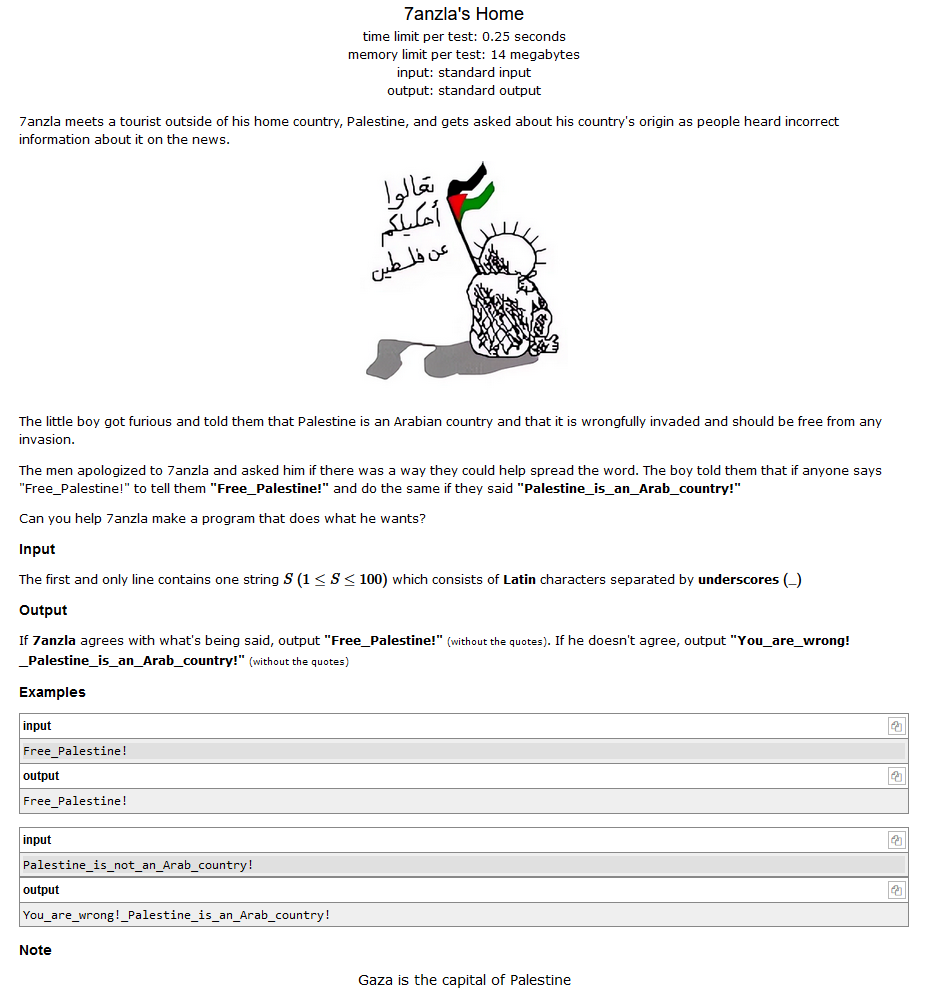 7anzla's Home
time limit per test: 0.25 seconds
memory limit per test: 14 megabytes
input: standard input
output: standard output
7anzla meets a tourist outside of his home country, Palestine, and gets asked about his country's origin as people heard incorrect
information about it on the news.
تعالوا
أحكيلكم
عن فلسطين
The little boy got furious and told them that Palestine is an Arabian country and that it is wrongfully invaded and should be free from any
invasion.
The men apologized to 7anzla and asked him if there was a way they could help spread the word. The boy told them that if anyone says
"Free_Palestine!" to tell them "Free_Palestine!" and do the same if they said "Palestine_is_an_Arab_country!"
Can you help 7anzla make a program that does what he wants?
Input
The first and only line contains one string S (1 ≤ S ≤ 100) which consists of Latin characters separated by underscores (_)
Output
If 7anzla agrees with what's being said, output "Free_Palestine!" (without the quotes). If he doesn't agree, output "You_are_wrong!
_Palestine_is_an_Arab_country!" (without the quotes)
Examples
input
Free_Palestine!
output
Free_Palestine!
input
Palestine_is_not_an_Arab_country!
output
You_are_wrong!_Palestine_is_an_Arab_country!
Note
Gaza is the capital of Palestine